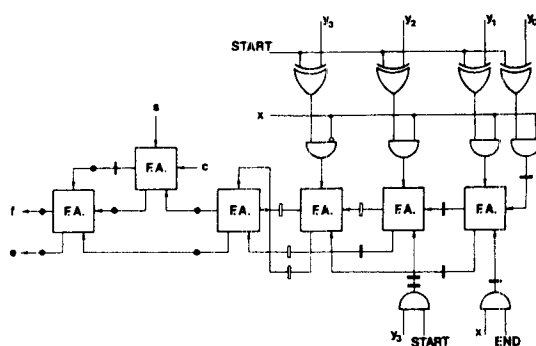 y3 y2 y1 y0
START
x
s
F.A. c
F.A. F.A. F.A. F.A. F.A.
f
e
y3 START x END